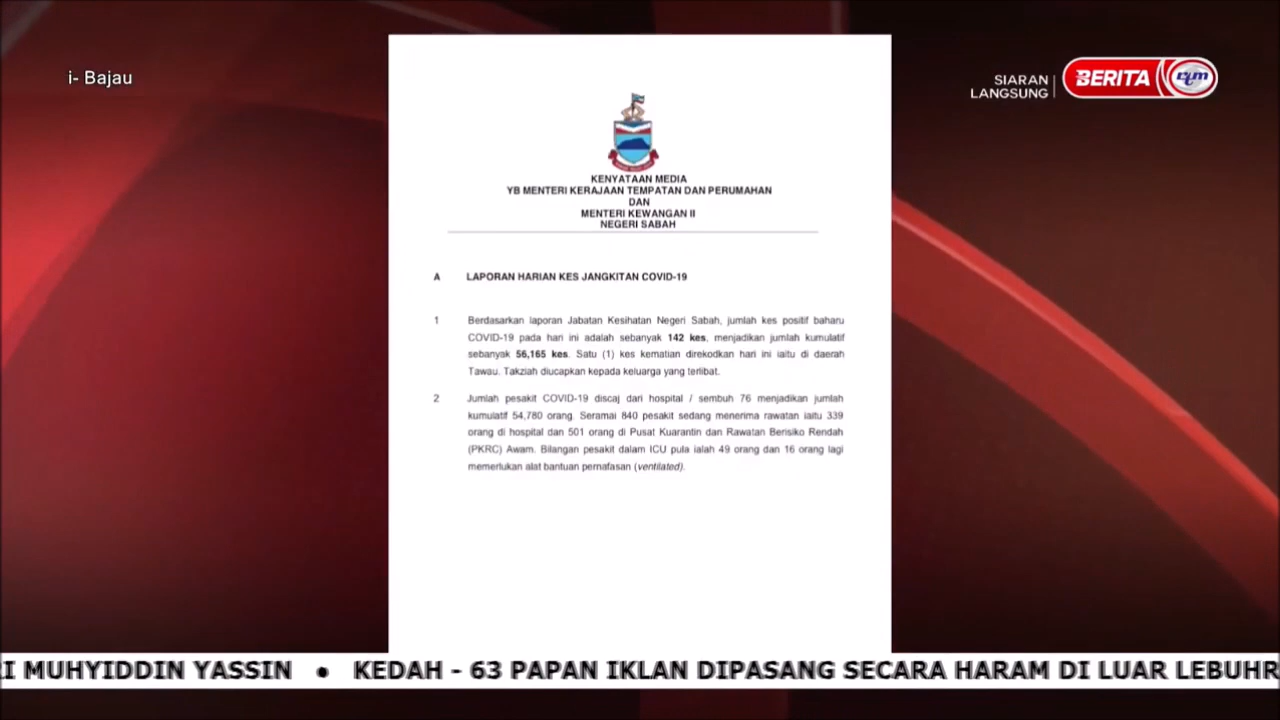 i- Bajau
SIARAN
LANGSUNG
BERITA
rtm
KENYATAAN MEDIA
YB MENTERI KERAJAAN TEMPATAN DAN PERUMAHAN
DAN
MENTERI KEWANGAN II
NEGERI SABAH
A LAPORAN HARIAN KES JANGKITAN COVID-19
1 Berdasarkan laporan Jabatan Kesihatan Negeri Sabah, jumlah kes positif baharu
COVID-19 pada hari ini adalah sebanyak 142 kes, menjadikan jumlah kumulatif
sebanyak 56,165 kes. Satu (1) kes kematian direkodkan hari ini iaitu di daerah
Tawau. Takziah diucapkan kepada keluarga yang terlibat.
2 Jumlah pesakit COVID-19 discaj dari hospital / sembuh 76 menjadikan jumlah
kumulatif 54,780 orang. Seramai 840 pesakit sedang menerima rawatan iaitu 339
orang di hospital dan 501 orang di Pusat Kuarantin dan Rawatan Berisiko Rendah
(PKRC) Awam. Bilangan pesakit dalam ICU pula ialah 49 orang dan 16 orang lagi
memerlukan alat bantuan pernafasan (ventilated).
RI MUHYIDDIN YASSIN ● KEDAH - 63 PAPAN IKLAN DIPASANG SECARA HARAM DI LUAR LEBUHR